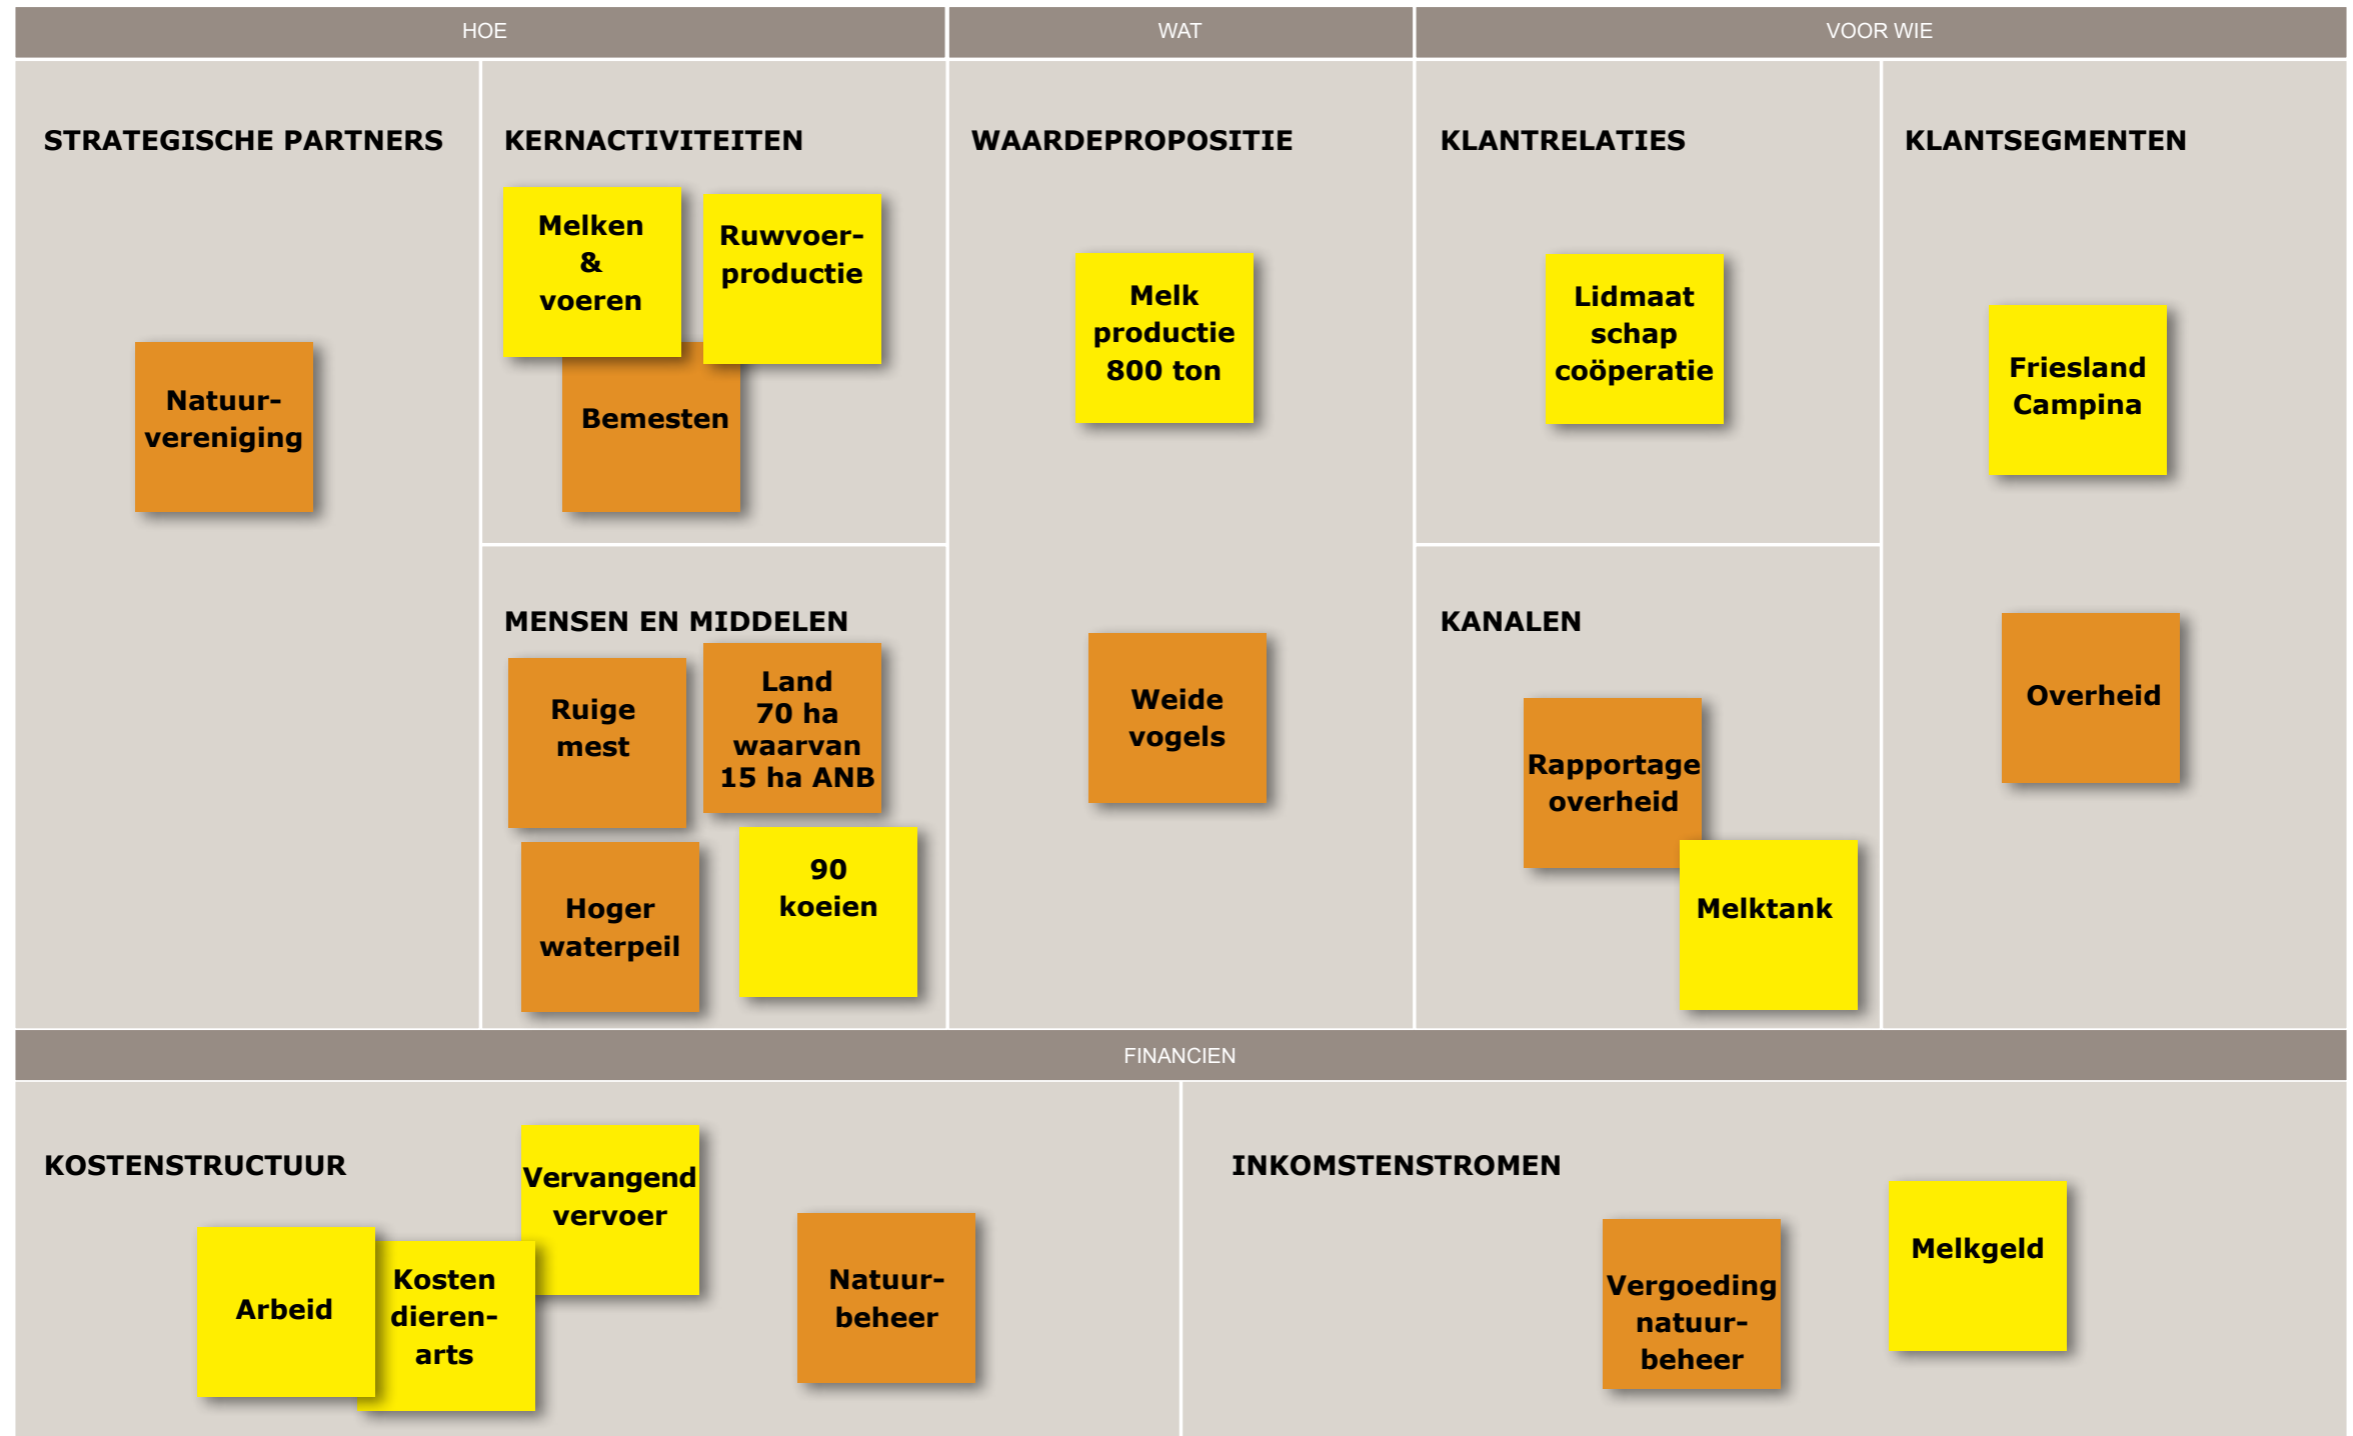 HOE
WAT
VOOR WIE
STRATEGISCHE PARTNERS
Natuur-
vereniging
KERNACTIVITEITEN
Melken
&
voeren
Ruwvoer-
productie
Bemesten
MENSEN EN MIDDELEN
Ruige
mest
Land
70 ha
waarvan
15 ha ANB
Hoger
waterpeil
90
koeien
WAARDEPROPOSITIE
Melk
productie
800 ton
Weide
vogels
KLANTRELATIES
Lidmaat
schap
coöperatie
KANALEN
Rapportage
overheid
Melktank
KLANTSEGMENTEN
Friesland
Campina
Overheid
FINANCIEN
KOSTENSTRUCTUUR
Arbeid
Kosten
dieren-
arts
Vervangend
vervoer
Natuur-
beheer
INKOMSTENSTROMEN
Vergoeding
natuur-
beheer
Melkgeld